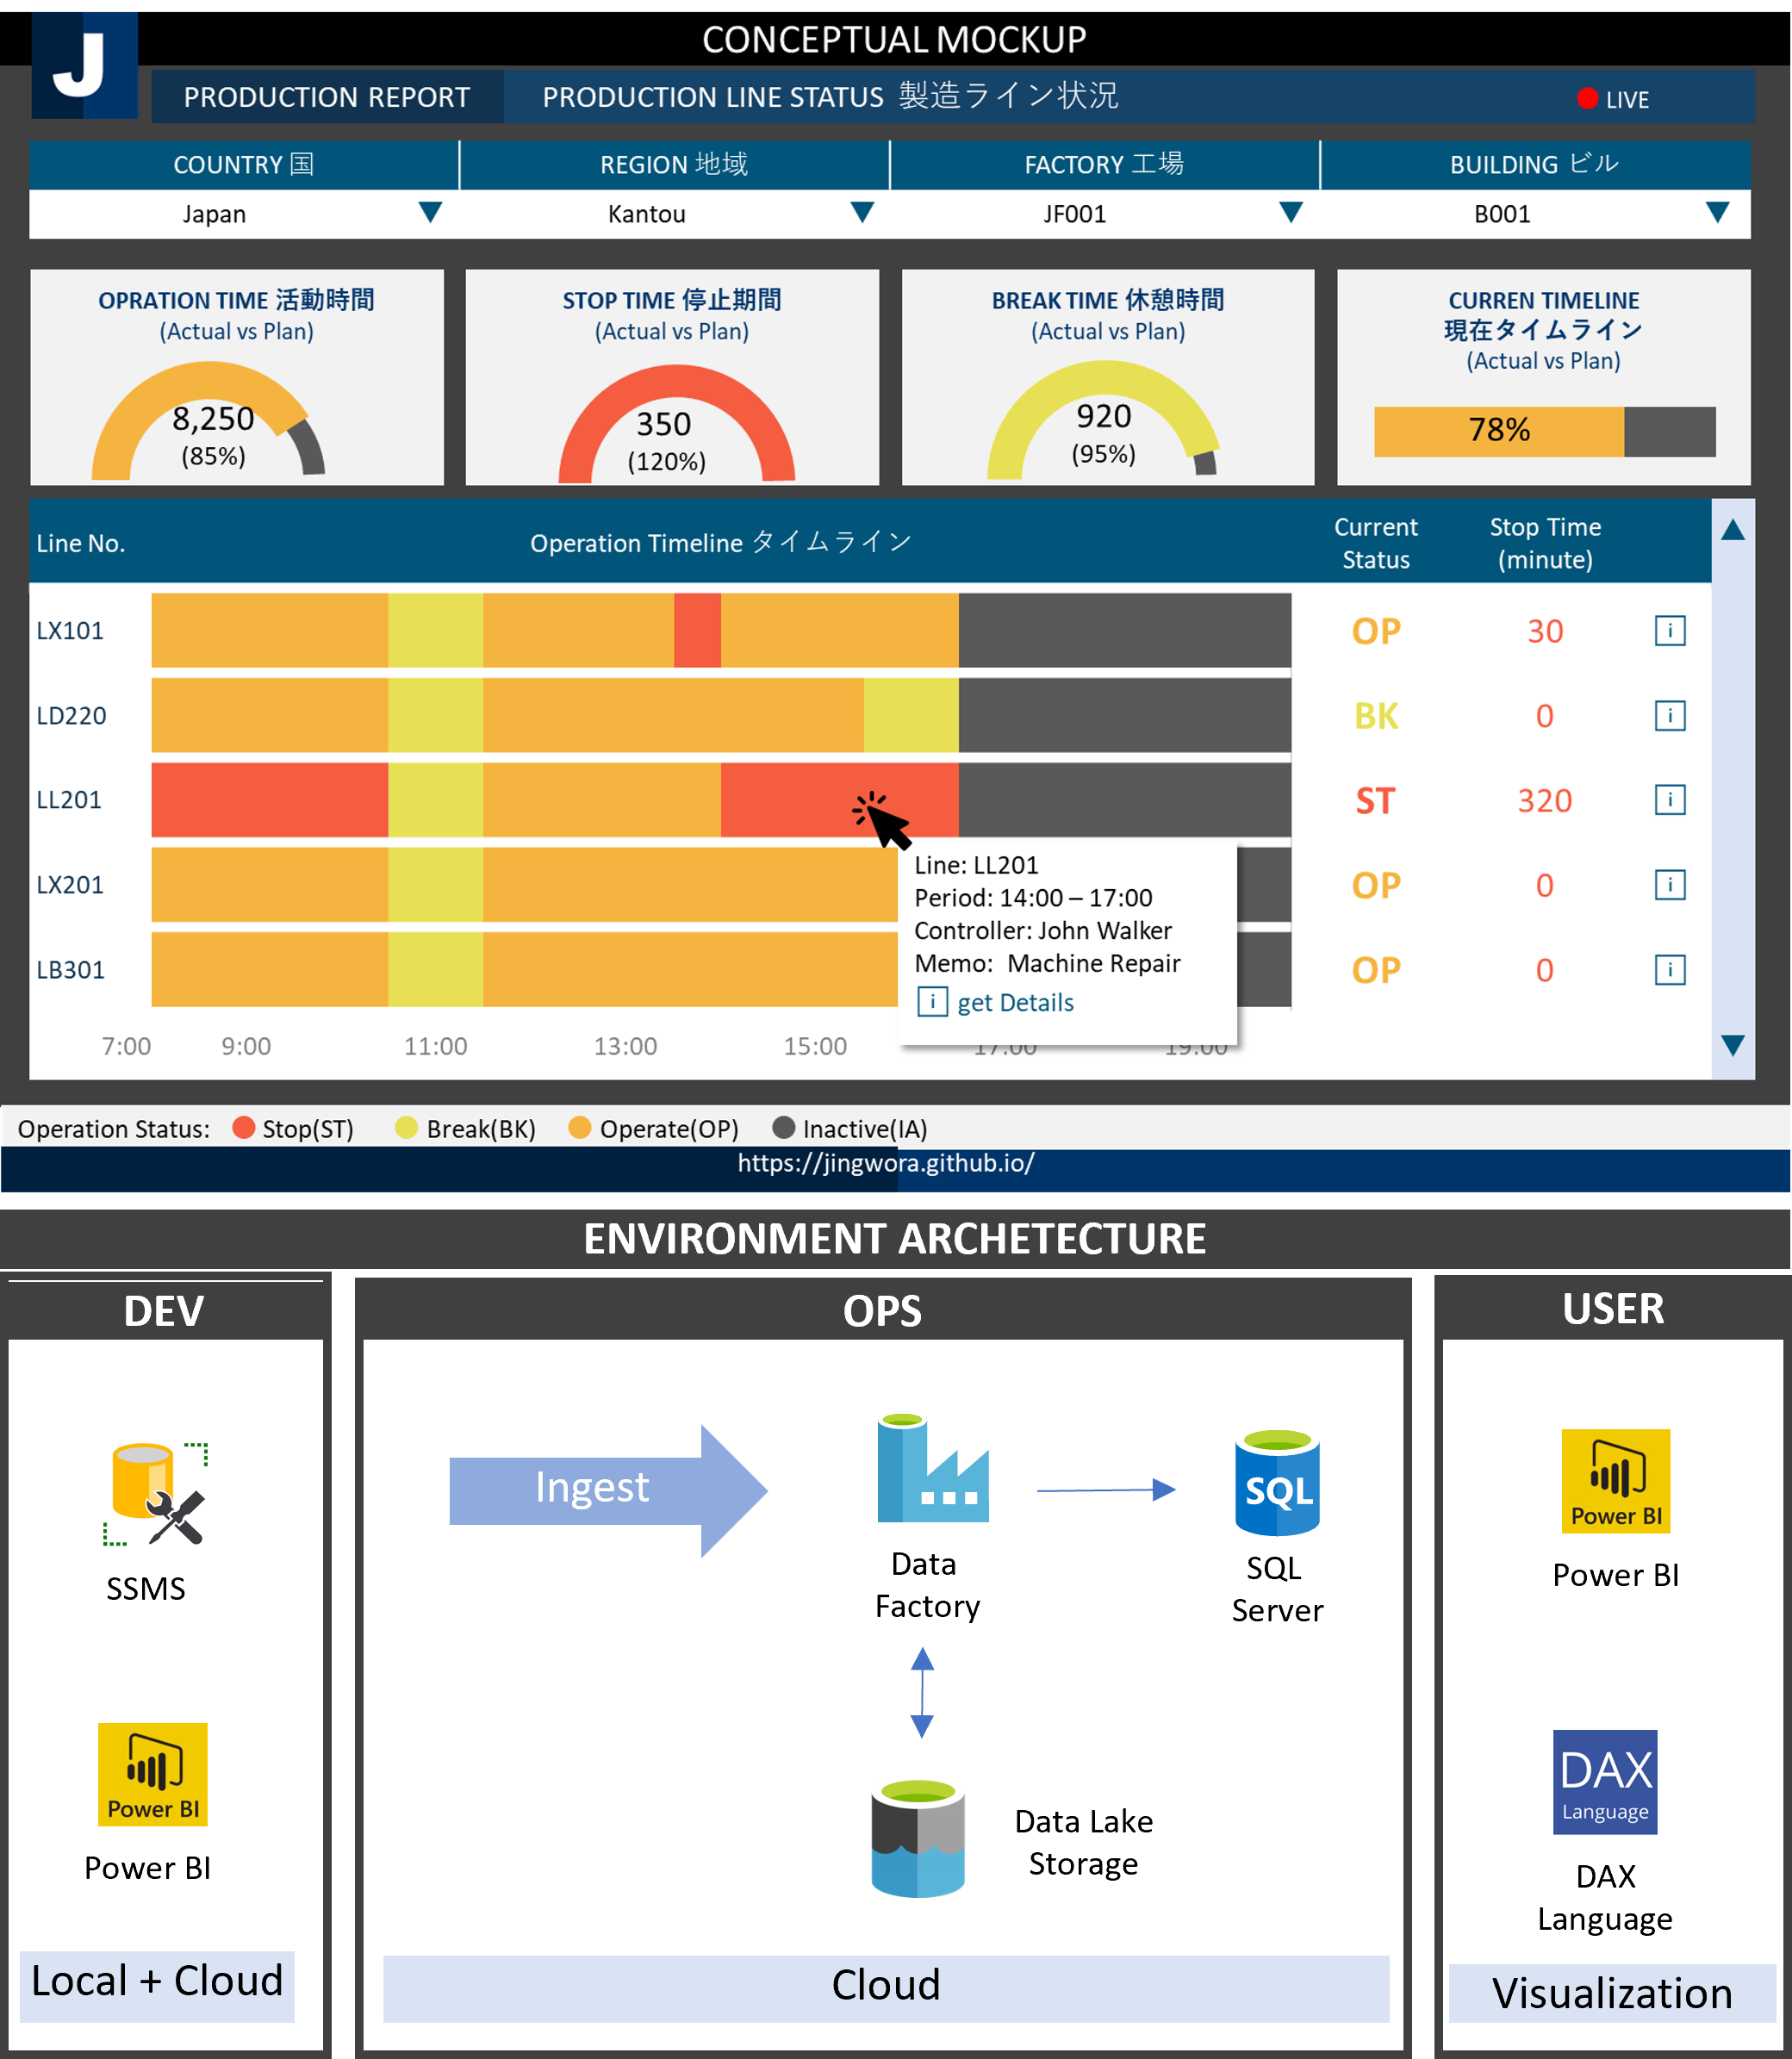 CONCEPTUAL MOCKUP
J
PRODUCTION REPORT
PRODUCTION LINE STATUS 製造ライン状況
LIVE
COUNTRY 国
REGION 地域
FACTORY 工場
BUILDING ビル
Japan
Kantou
JF001
B001
OPRATION TIME 活動時間
(Actual vs Plan)
8,250
(85%)
STOP TIME 停止期間
(Actual vs Plan)
350
(120%)
BREAK TIME 休憩時間
(Actual vs Plan)
920
(95%)
CURREN TIMELINE
現在タイムライン
(Actual vs Plan)
78%
Line No.
Operation Timeline タイムライン
Current
Status
Stop Time
(minute)
LX101
OP
30
i
LD220
BK
0
i
LL201
ST
320
i
LX201
OP
0
i
LB301
OP
0
i
Line: LL201
Period: 14:00 – 17:00
Controller: John Walker
Memo: Machine Repair
i get Details
7:00
9:00
11:00
13:00
15:00
17:00
19:00
Operation Status:
Stop(ST)
Break(BK)
Operate(OP)
Inactive(IA)
https://jingwora.github.io/
ENVIRONMENT ARCHETECTURE
DEV
SSMS
Power BI
Power BI
Local + Cloud
OPS
Ingest
Data
Factory
SQL
SQL
Server
Data Lake
Storage
Cloud
USER
Power BI
Power BI
DAX
Language
DAX
Language
Visualization